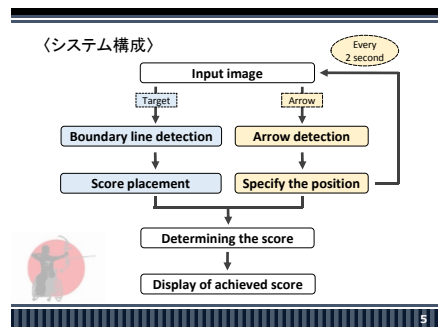 〈システム構成〉
Every
2 second
Input image
Target
Arrow
Boundary line detection
Arrow detection
Score placement
Specify the position
Determining the score
Display of achieved score
5